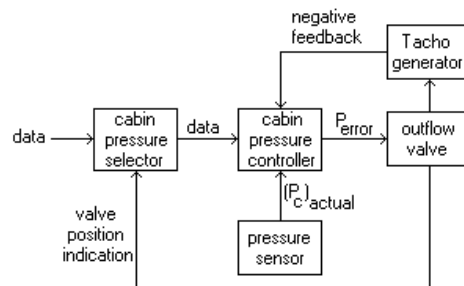 negative
feedback
Tacho
generator
data
cabin
pressure
selector
data
cabin
pressure
controller
P error
outflow
valve
(P c) actual
valve
position
indication
pressure
sensor